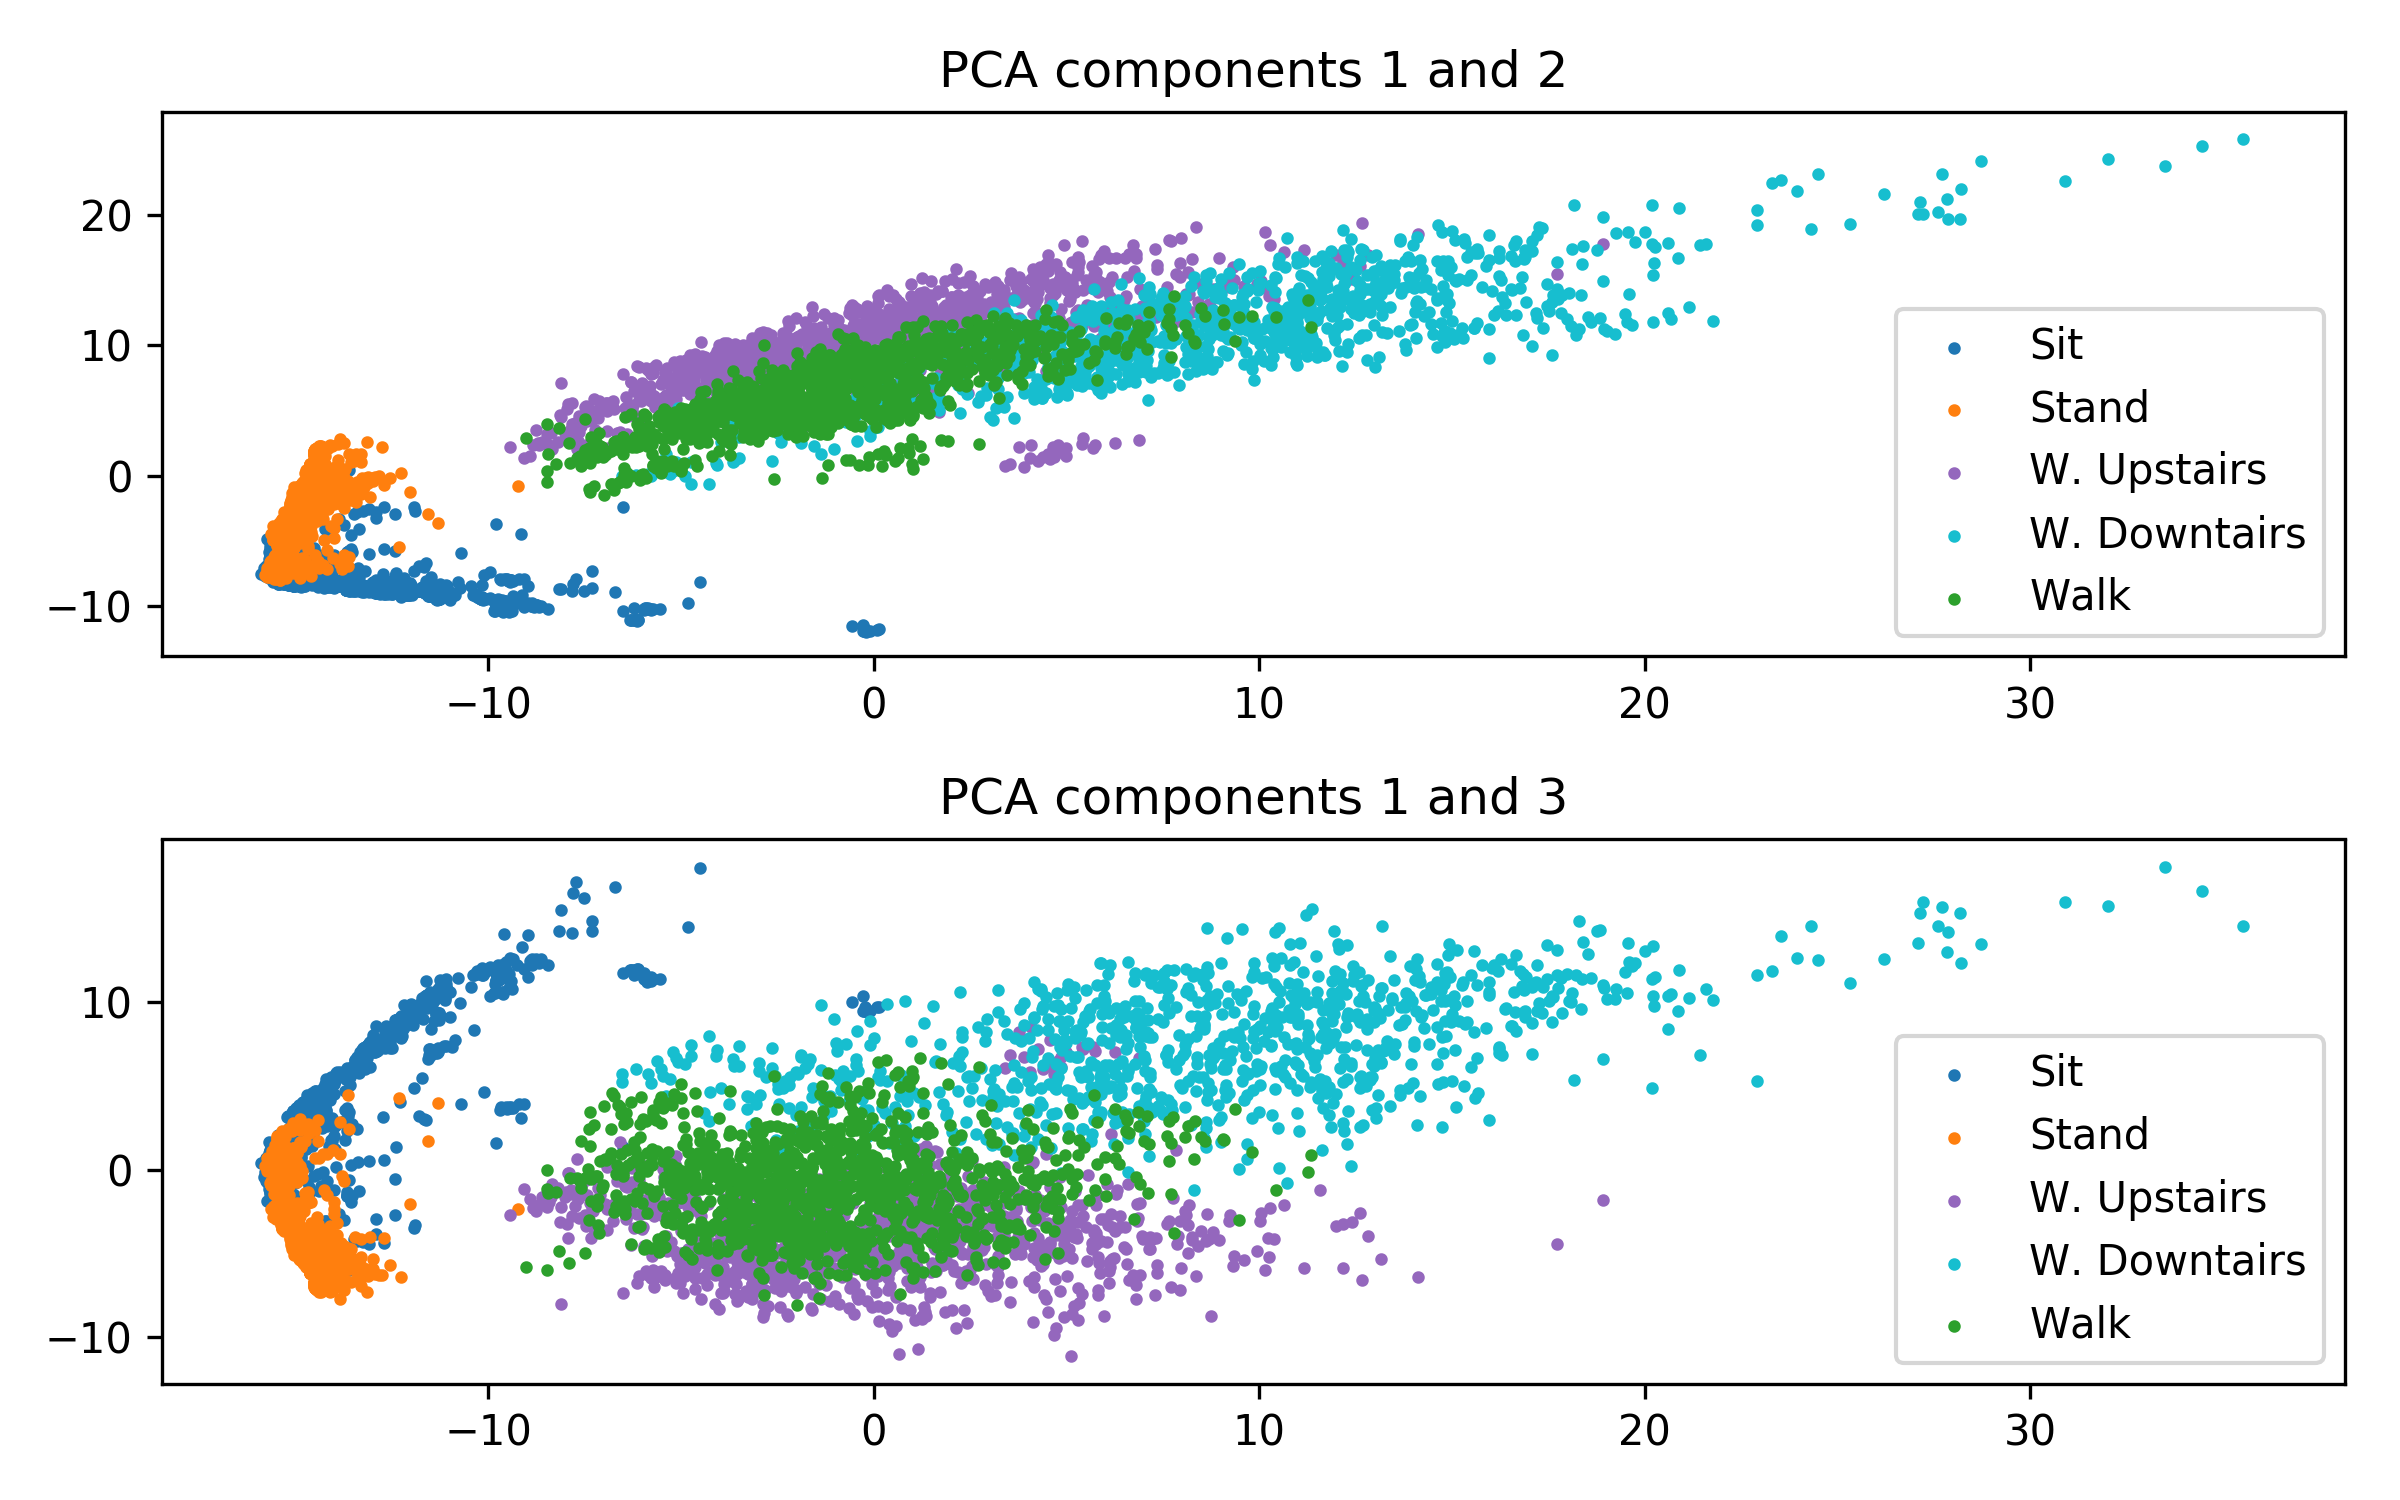 PCA components 1 and 2
20
10
0
−10
−10 0 10 20 30
Sit
Stand
W. Upstairs
W. Downtairs
Walk
PCA components 1 and 3
10
0
−10
−10 0 10 20 30
Sit
Stand
W. Upstairs
W. Downtairs
Walk